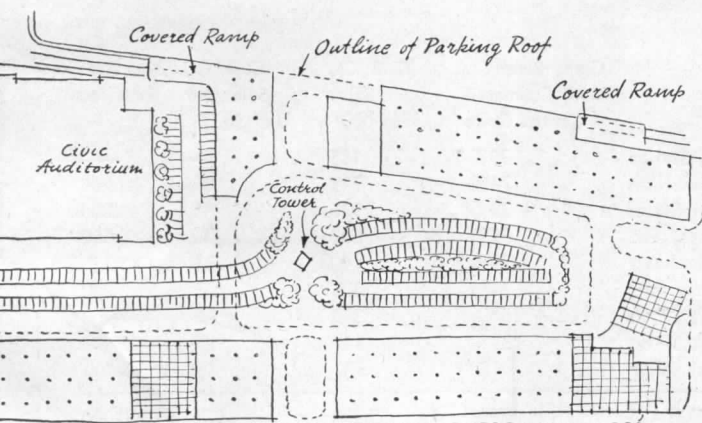 Covered Ramp
Outline of Parking Roof
Covered Ramp
Civic
Auditorium
Control
Tower